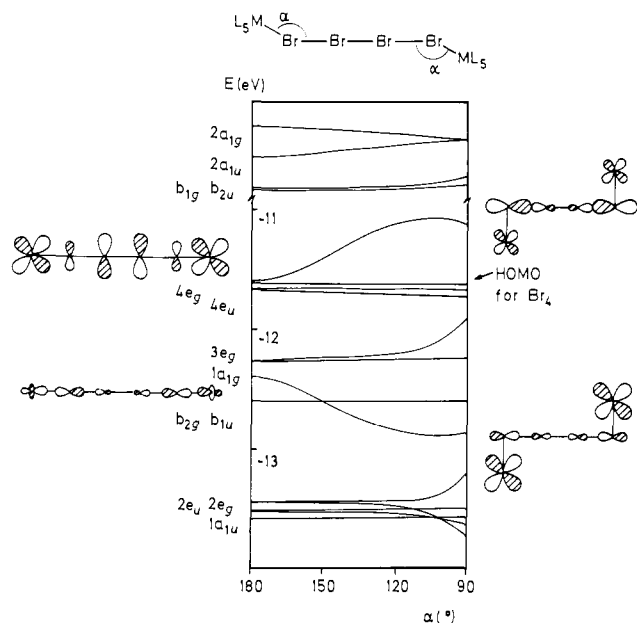 L₅M α
Br Br Br Br
α ML₅
E(eV)
2a₁g
2a₁u
b₁g b₂u
-11
HOMO
for Br₄
4eg 4eu
-12
3eg
1a₁g
b₂g b₁u
-13
2eu 2eg
1a₁u
180 150 120 90
α(°)